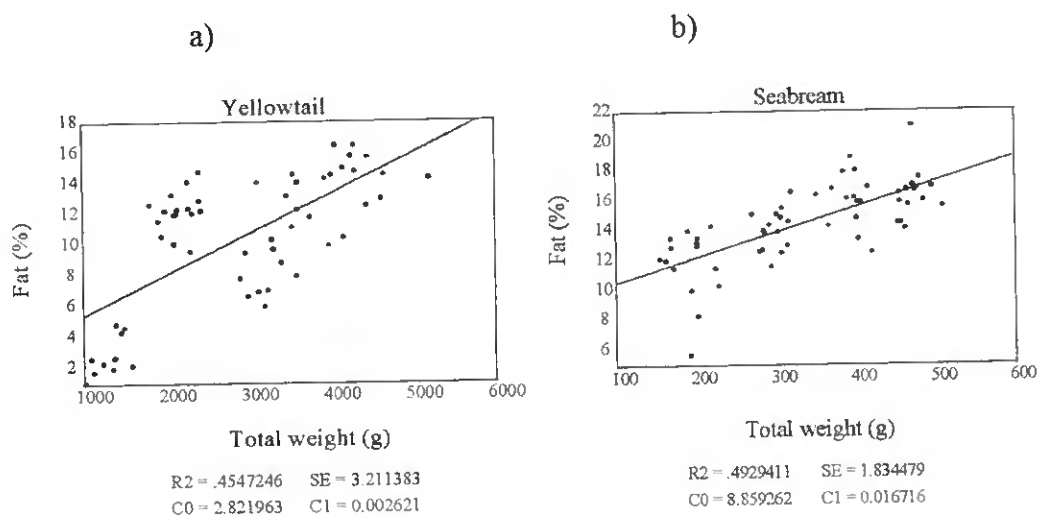 a)
Yellowtail
18
16
14
12
10
8
6
4
2
Fat (%)
1000 2000 3000 4000 5000 6000
Total weight (g)
R2 = .4547246 SE = 3.211383
C0 = 2.821963 C1 = 0.002621
b)
Seabream
22
20
18
16
14
12
10
8
6
Fat (%)
100 200 300 400 500 600
Total weight (g)
R2 = .4929411 SE = 1.834479
C0 = 8.859262 C1 = 0.016716